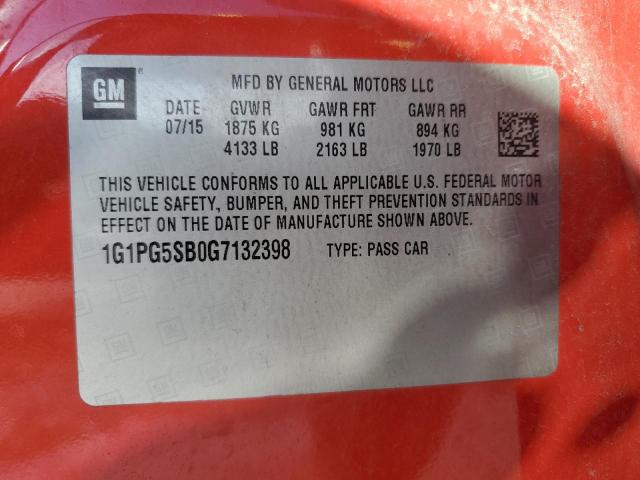 GM
MFD BY GENERAL MOTORS LLC
DATE GVWR GAWR FRT GAWR RR
07/15 1875 KG 981 KG 894 KG
4133 LB 2163 LB 1970 LB
THIS VEHICLE CONFORMS TO ALL APPLICABLE U.S. FEDERAL MOTOR
VEHICLE SAFETY, BUMPER, AND THEFT PREVENTION STANDARDS IN
EFFECT ON THE DATE OF MANUFACTURE SHOWN ABOVE.
1G1PG5SB0G7132398 TYPE: PASS CAR